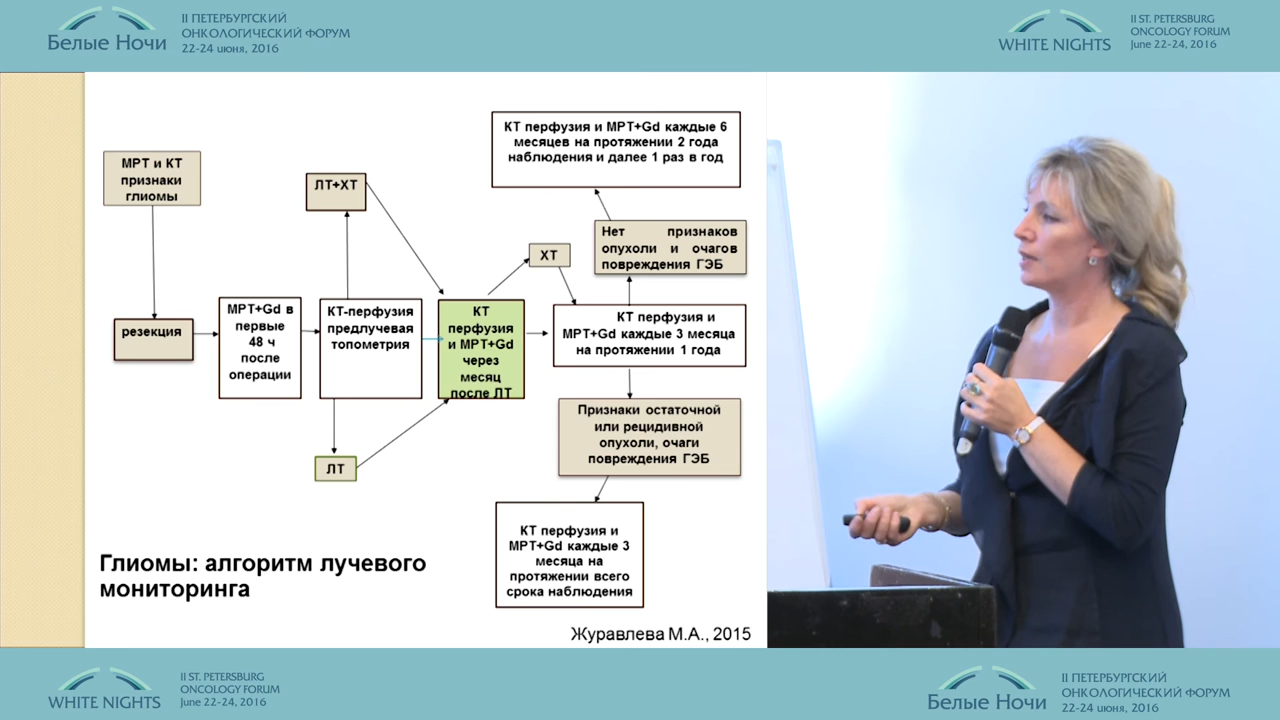 Белые Ночи
II ПЕТЕРБУРГСКИЙ
ОНКОЛОГИЧЕСКИЙ ФОРУМ
22-24 июня, 2016
WHITE NIGHTS
II ST. PETERSBURG
ONCOLOGY FORUM
June 22-24, 2016
МРТ и КТ
признаки
глиомы
резекция
МРТ+Gd в
первые
48 ч
после
операции
ЛТ+ХТ
КТ-перфузия
предлучевая
топометрия
ЛТ
КТ
перфузия
и МРТ+Gd
через
месяц
после ЛТ
ХТ
КТ перфузия и МРТ+Gd каждые 6
месяцев на протяжении 2 года
наблюдения и далее 1 раз в год
Нет признаков
опухоли и очагов
повреждения ГЭБ
КТ перфузия и
МРТ+Gd каждые 3 месяца
на протяжении 1 года
Признаки остаточной
или рецидивной
опухоли, очаги
повреждения ГЭБ
КТ перфузия и
МРТ+Gd каждые 3
месяца на
протяжении всего
срока наблюдения
Глиомы: алгоритм лучевого
мониторинга
Журавлева М.А., 2015
WHITE NIGHTS
II ST. PETERSBURG
ONCOLOGY FORUM
June 22-24, 2016
Белые Ночи
II ПЕТЕРБУРГСКИЙ
ОНКОЛОГИЧЕСКИЙ ФОРУМ
22-24 июня, 2016